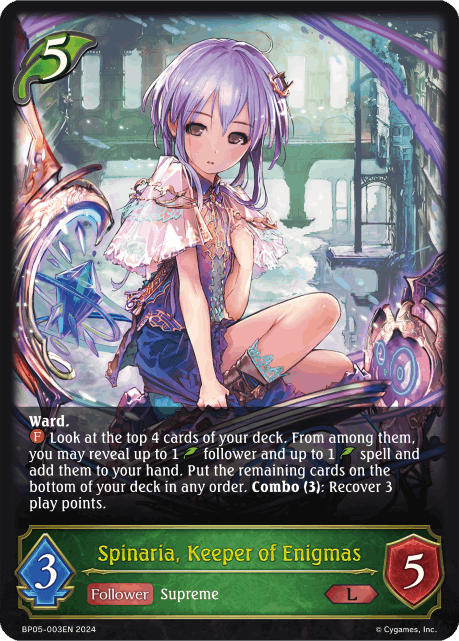 5
Ward.
F Look at the top 4 cards of your deck. From among them,
you may reveal up to 1 follower and up to 1 spell and
add them to your hand. Put the remaining cards on the
bottom of your deck in any order. Combo (3): Recover 3
play points.
Spinaria, Keeper of Enigmas
3 Follower Supreme L 5
BP05-003EN 2024 © Cygames, Inc.